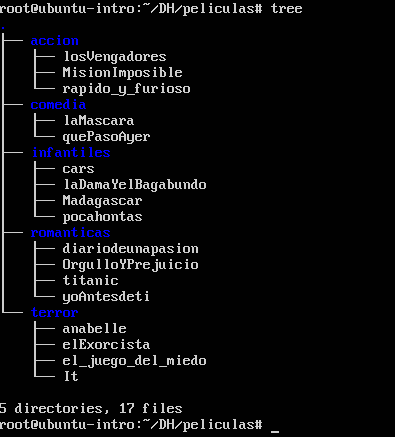 root@ubuntu-intro:~/DH/peliculas# tree
.
├── accion
│   ├── losVengadores
│   ├── MisionImposible
│   └── rapido_y_furioso
├── comedia
│   ├── laMascara
│   └── quePasoAyer
├── infantiles
│   ├── cars
│   ├── laDamaYelBagabundo
│   ├── Madagascar
│   └── pocahontas
├── romanticas
│   ├── diariodeunapasion
│   ├── OrgulloYPrejuicio
│   ├── titanic
│   └── yoAntesdeti
└── terror
    ├── anabelle
    ├── elExorcista
    ├── el_juego_del_miedo
    └── It
5 directories, 17 files
root@ubuntu-intro:~/DH/peliculas# _